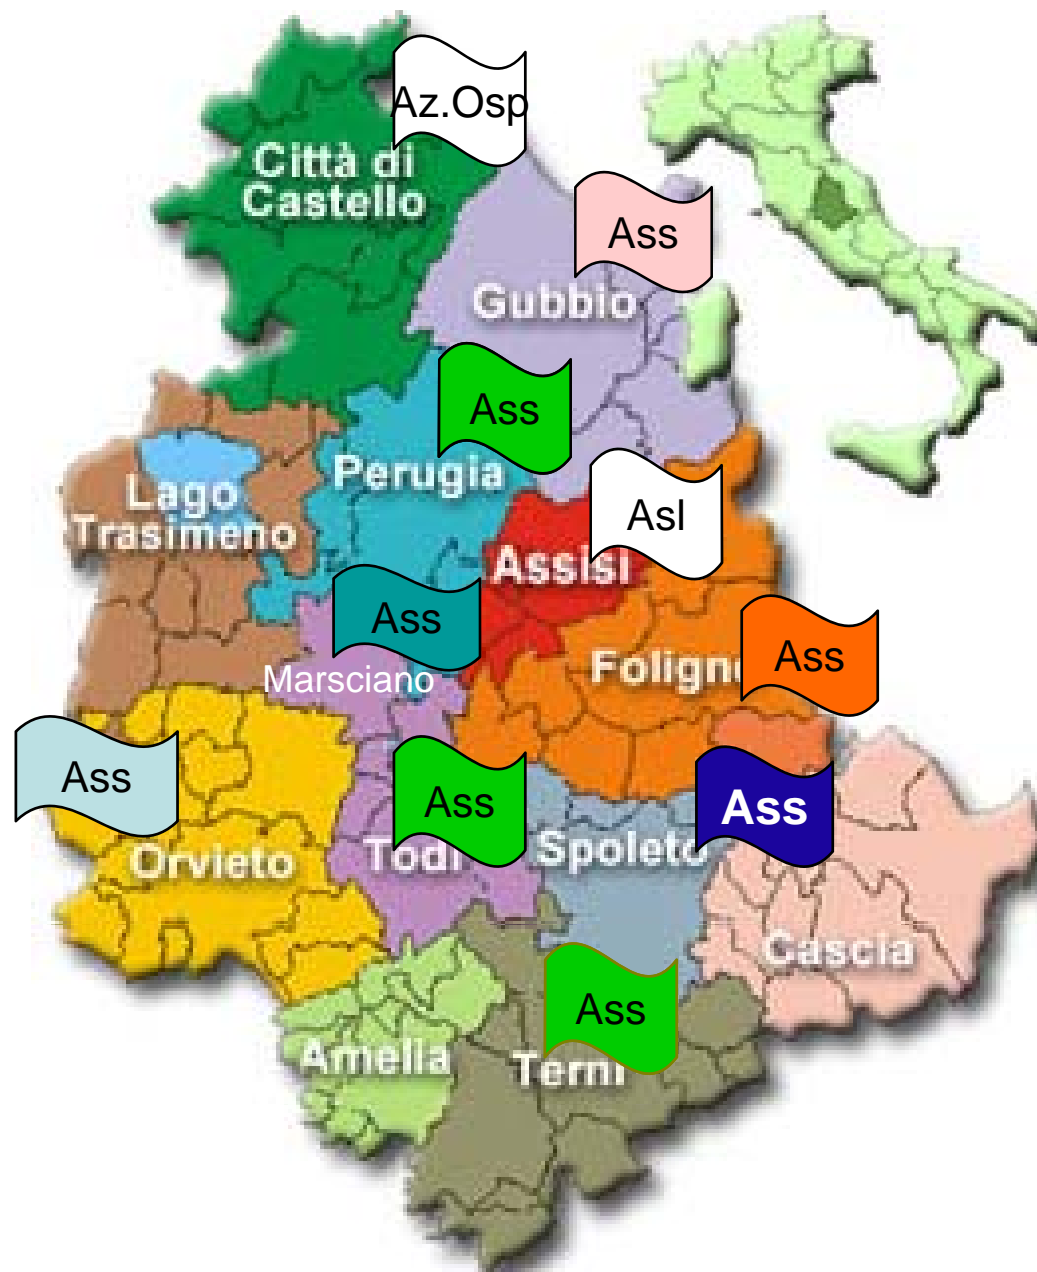 Az.Osp
Città di
Castello
Ass
Gubbio
Ass
Perugia
Lago
Trasimeno
Asl
Assisi
Ass
Marsciano
Foligno
Ass
Ass
Ass
Ass
Orvieto
Todi
Spoleto
Cascia
Ass
Amelia
Terni